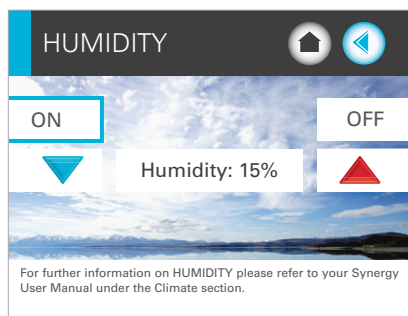 HUMIDITY
ON
OFF
Humidity: 15%
For further information on HUMIDITY please refer to your Synergy
User Manual under the Climate section.